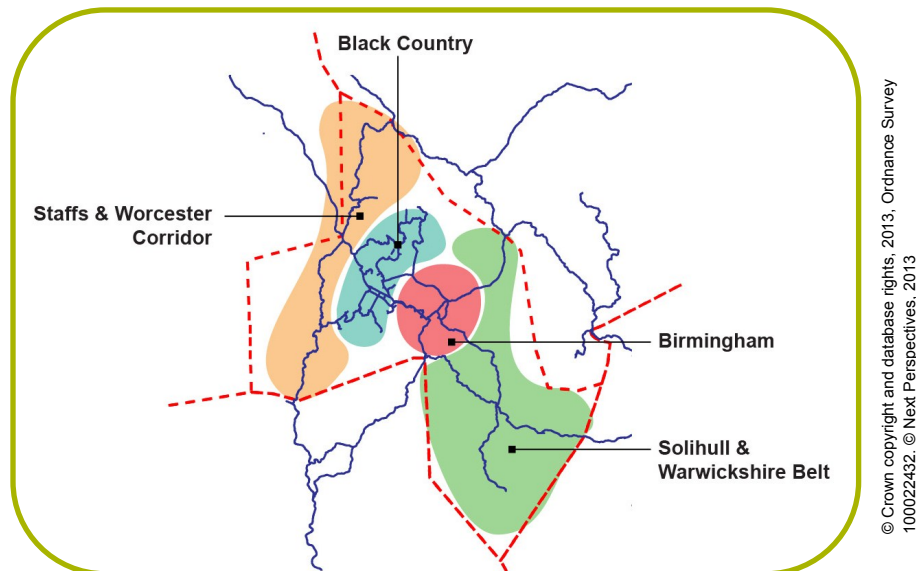 Black Country
Staffs & Worcester
Corridor
Birmingham
Solihull &
Warwickshire Belt
© Crown copyright and database rights, 2013, Ordnance Survey
100022432. © Next Perspectives, 2013